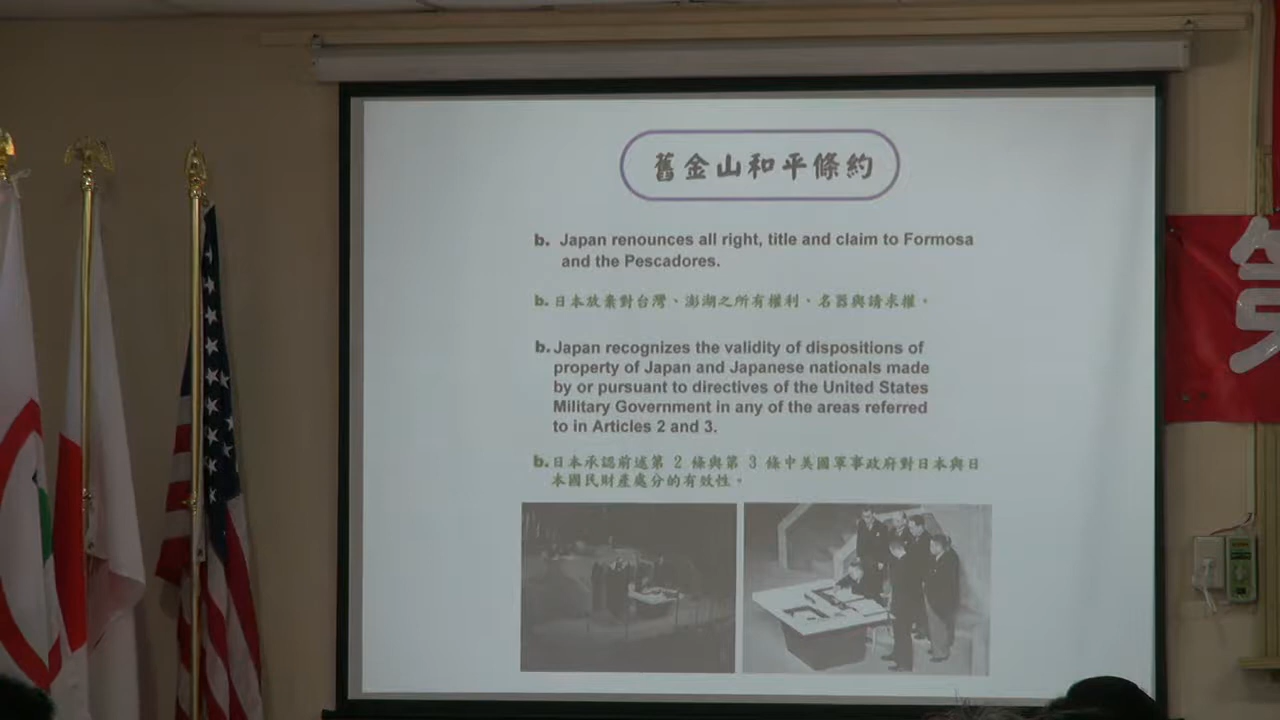 舊金山和平條約
b. Japan renounces all right, title and claim to Formosa
and the Pescadores.
b. 日本放棄對台灣、澎湖之所有權利、名器與請求權。
b. Japan recognizes the validity of dispositions of
property of Japan and Japanese nationals made
by or pursuant to directives of the United States
Military Government in any of the areas referred
to in Articles 2 and 3.
b. 日本承認前述第 2 條與第 3 條中美國軍事政府對日本與日
本國民財產處分的有效性。